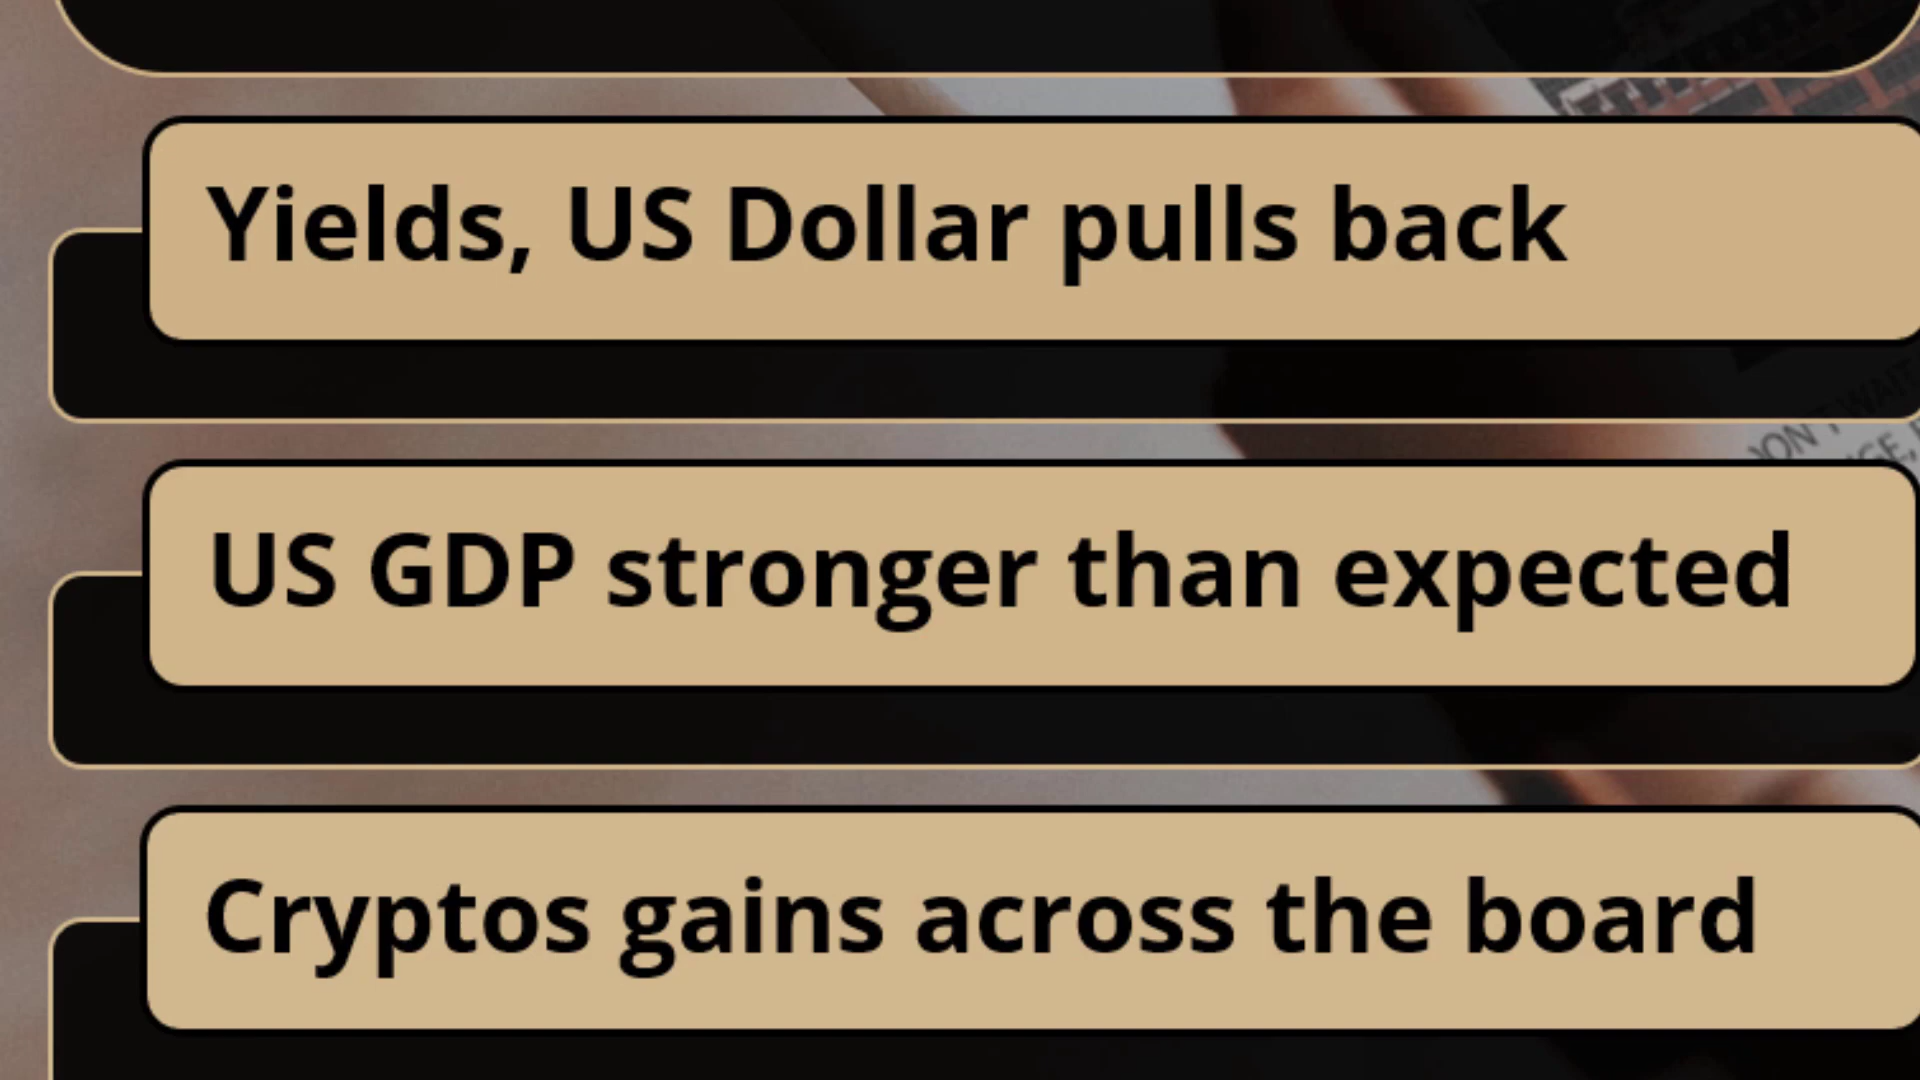 Yields, US Dollar pulls back
US GDP stronger than expected
Cryptos gains across the board